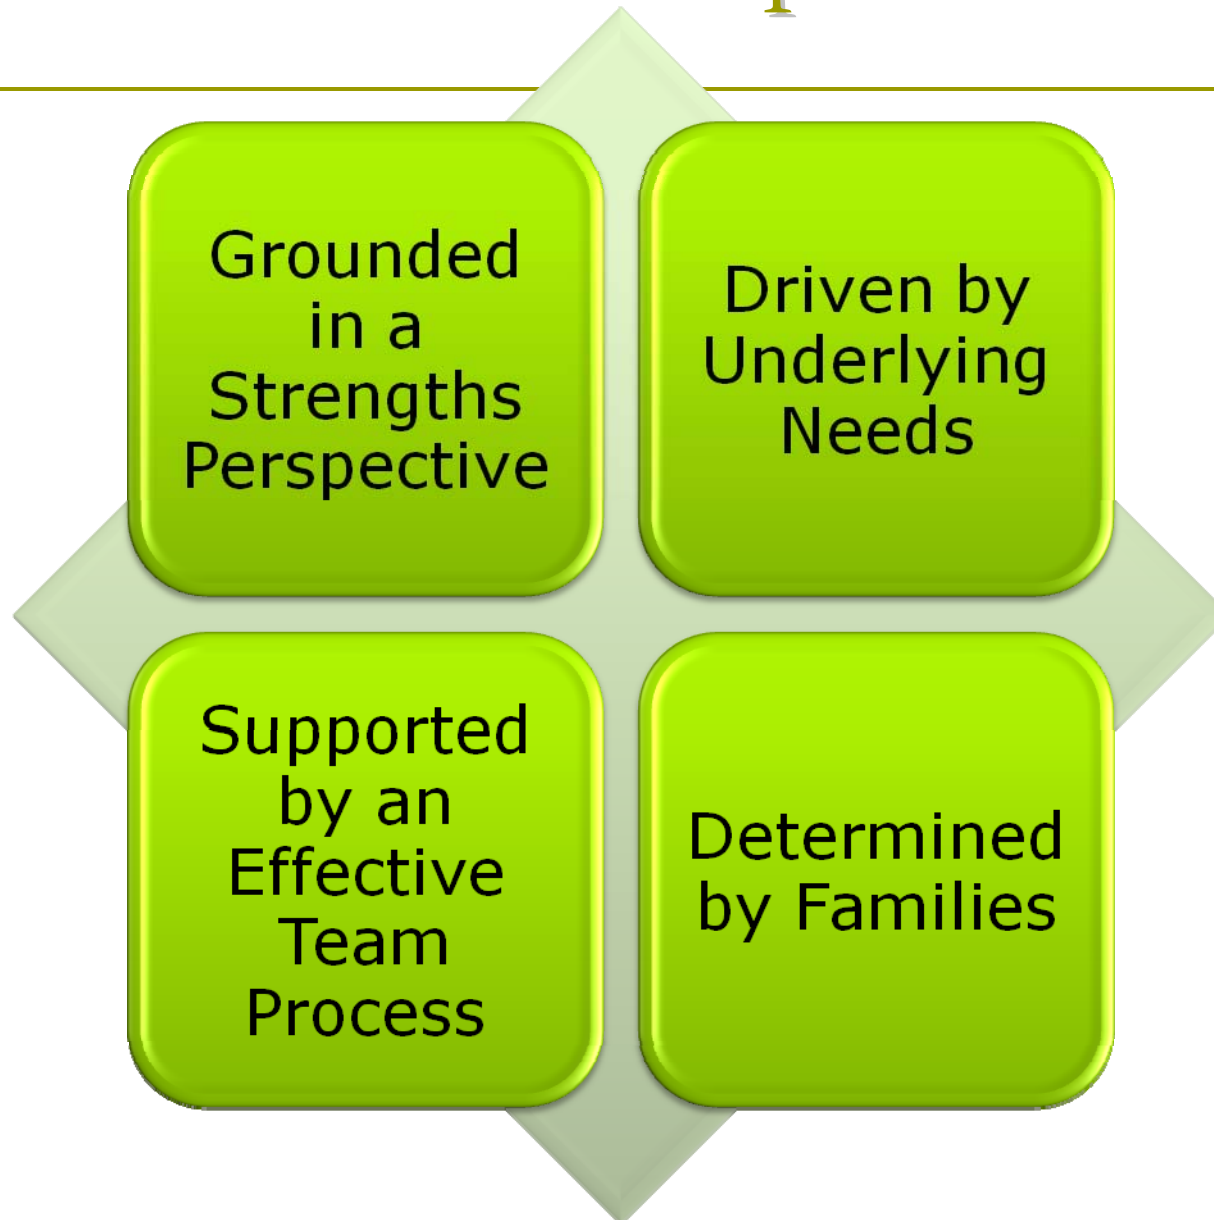 Grounded
in a
Strengths
Perspective
Driven by
Underlying
Needs
Supported
by an
Effective
Team
Process
Determined
by Families